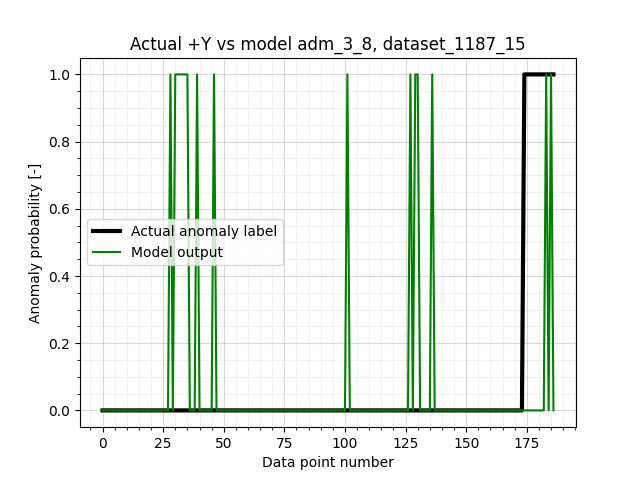 Actual +Y vs model adm_3_8, dataset_1187_15
Anomaly probability [-]
1.0
0.8
0.6
0.4
0.2
0.0
Actual anomaly label
Model output
0 25 50 75 100 125 150 175
Data point number